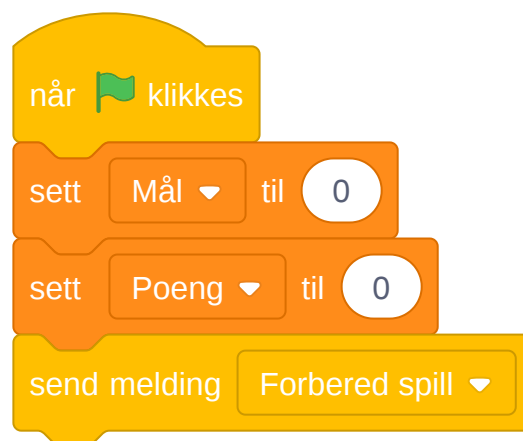 når klikkes
sett Mål til 0
sett Poeng til 0
send melding Forbered spill